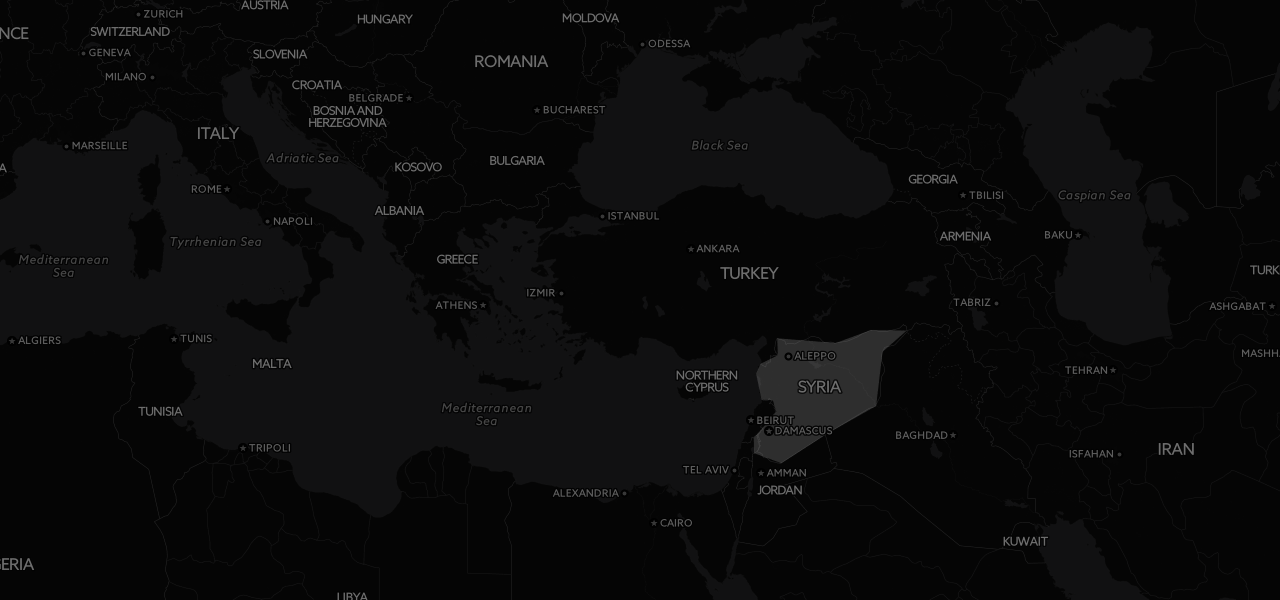 AUSTRIA
ZURICH
HUNGARY
MOLDOVA
SWITZERLAND
NCE
ODESSA
GENEVA
SLOVENIA
ROMANIA
MILANO
CROATIA
BELGRADE
BUCHAREST
BOSNIA AND
HERZEGOVINA
ITALY
MARSEILLE
Black Sea
Adriatic Sea
BULGARIA
KOSOVO
A
GEORGIA
ROME
TBILISI
Caspian Sea
ALBANIA
ISTANBUL
NAPOLI
BAKU
ARMENIA
Tyrrhenian Sea
ANKARA
GREECE
Mediterranean
Sea
TURKEY
TURK
IZMIR
TABRIZ
ATHENS
ASHGABAT
TUNIS
ALGIERS
MASHH
ALEPPO
MALTA
TEHRAN
NORTHERN
CYPRUS
SYRIA
Mediterranean
Sea
TUNISIA
BEIRUT
DAMASCUS
BAGHDAD
TRIPOLI
IRAN
ISFAHAN
TEL AVIV
AMMAN
JORDAN
ALEXANDRIA
CAIRO
KUWAIT
GERIA
LIBYA